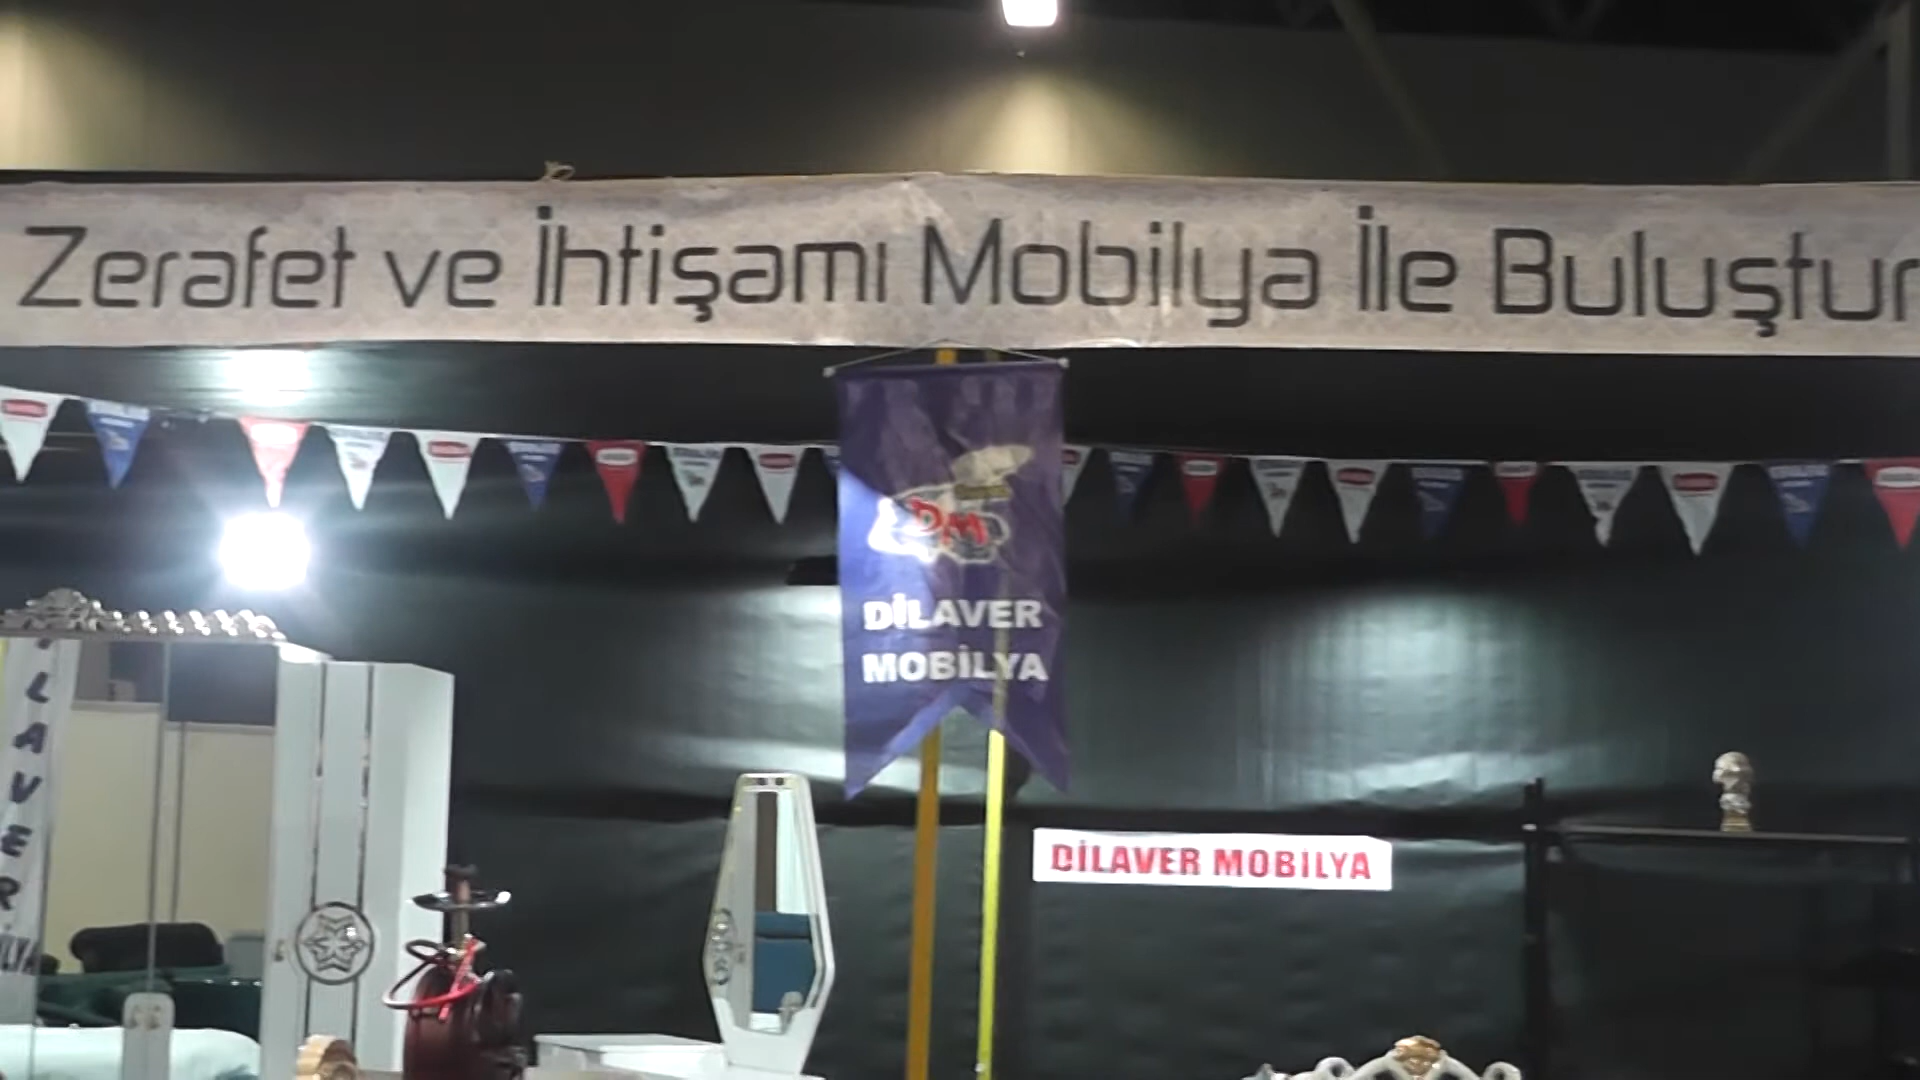 Zerafet ve İhtişamı Mobilya İle Buluştur
DM
DİLAVER
MOBİLYA
DİLAVER MOBİLYA
LAVER